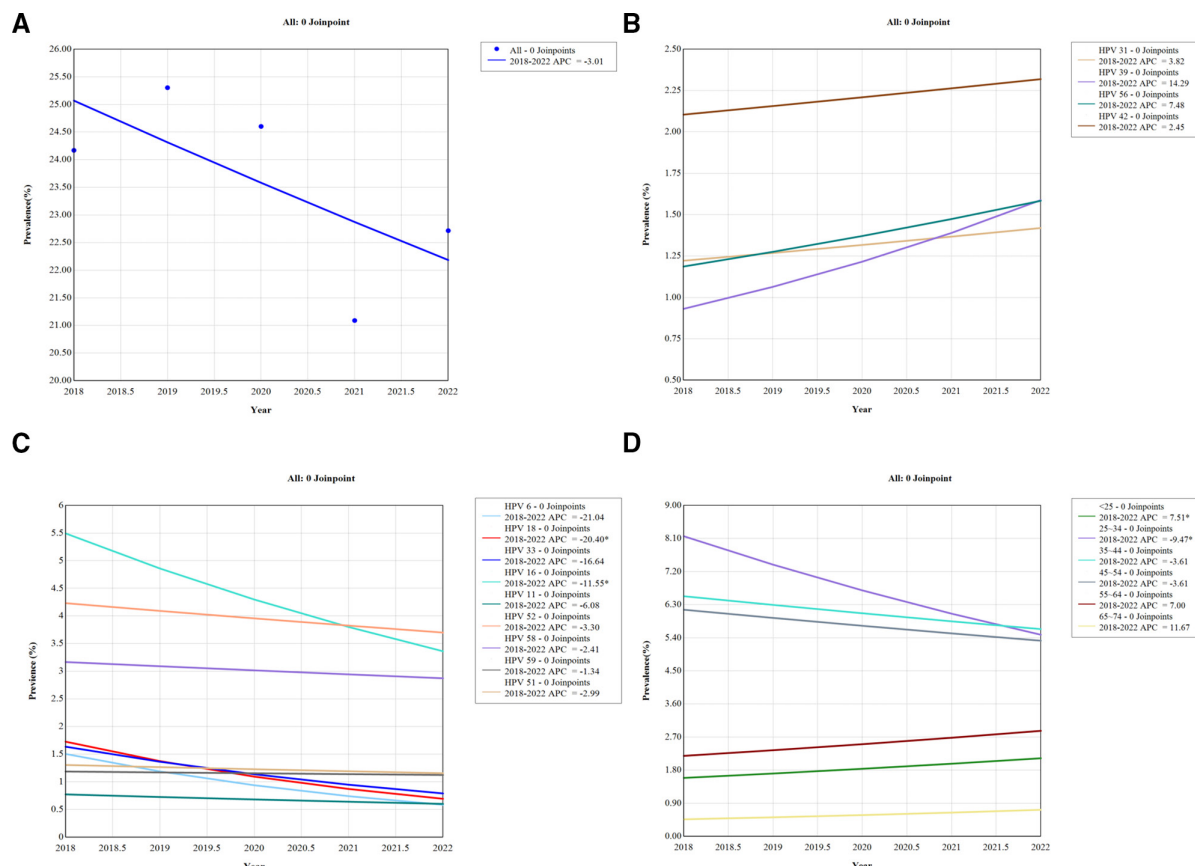 A
All: 0 Joinpoint
26.00
25.50
25.00
24.50
24.00
23.50
23.00
22.50
22.00
21.50
21.00
20.50
20.00
Prevalence(%)
2018 2018.5 2019 2019.5 2020 2020.5 2021 2021.5 2022
Year
All - 0 Joinpoints
2018-2022 APC = -3.01
B
All: 0 Joinpoint
2.50
2.25
2.00
1.75
1.50
1.25
1.00
0.75
0.50
Prevalence(%)
2018 2018.5 2019 2019.5 2020 2020.5 2021 2021.5 2022
Year
HPV 31 - 0 Joinpoints
2018-2022 APC = 3.82
HPV 39 - 0 Joinpoints
2018-2022 APC = 14.29
HPV 56 - 0 Joinpoints
2018-2022 APC = 7.48
HPV 42 - 0 Joinpoints
2018-2022 APC = 2.45
C
All: 0 Joinpoint
6
5.5
5
4.5
4
3.5
3
2.5
2
1.5
1
0.5
0
Previence(%)
2018 2018.5 2019 2019.5 2020 2020.5 2021 2021.5 2022
Year
HPV 6 - 0 Joinpoints
2018-2022 APC = -21.04
HPV 18 - 0 Joinpoints
2018-2022 APC = -20.40*
HPV 33 - 0 Joinpoints
2018-2022 APC = -16.64
HPV 16 - 0 Joinpoints
2018-2022 APC = -11.55*
HPV 11 - 0 Joinpoints
2018-2022 APC = -6.08
HPV 52 - 0 Joinpoints
2018-2022 APC = -3.30
HPV 58 - 0 Joinpoints
2018-2022 APC = -2.41
HPV 59 - 0 Joinpoints
2018-2022 APC = -1.34
HPV 51 - 0 Joinpoints
2018-2022 APC = -2.99
D
All: 0 Joinpoint
9.00
8.10
7.20
6.30
5.40
4.50
3.60
2.70
1.80
0.90
0.00
Prevalence(%)
2018 2018.5 2019 2019.5 2020 2020.5 2021 2021.5 2022
Year
<25 - 0 Joinpoints
2018-2022 APC = 7.51*
25–34 - 0 Joinpoints
2018-2022 APC = -9.47*
35–44 - 0 Joinpoints
2018-2022 APC = -3.61
45–54 - 0 Joinpoints
2018-2022 APC = -3.61
55–64 - 0 Joinpoints
2018-2022 APC = 7.00
65–74 - 0 Joinpoints
2018-2022 APC = 11.67